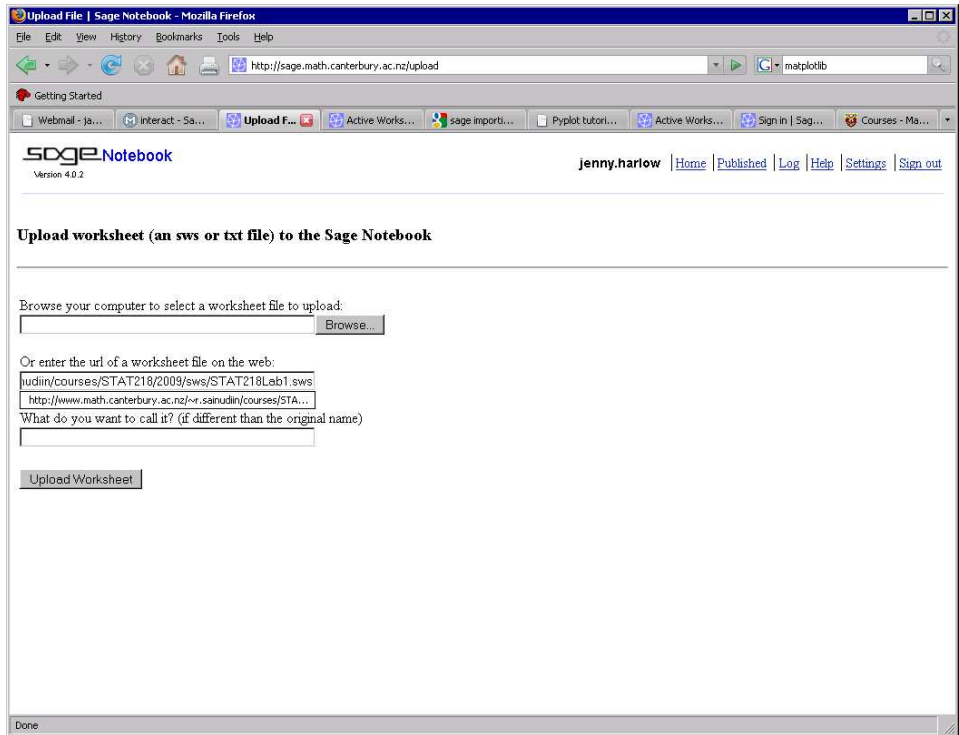 Upload File | Sage Notebook - Mozilla Firefox
File Edit View History Bookmarks Tools Help
http://sage.math.canterbury.ac.nz/upload
matplotlib
Getting Started
Webmail - ja... interact - Sa... Upload F... Active Works... sage importi... Pyplot tutori... Active Works... Sign in | Sag... Courses - Ma...
sage Notebook
Version 4.0.2
jenny.harlow | Home | Published | Log | Help | Settings | Sign out
Upload worksheet (an sws or txt file) to the Sage Notebook
Browse your computer to select a worksheet file to upload:
Browse...
Or enter the url of a worksheet file on the web:
udiin/courses/STAT218/2009/sws/STAT218Lab1.sws
http://www.math.canterbury.ac.nz/~r.sainudiin/courses/STA...
What do you want to call it? (if different than the original name)
Upload Worksheet
Done